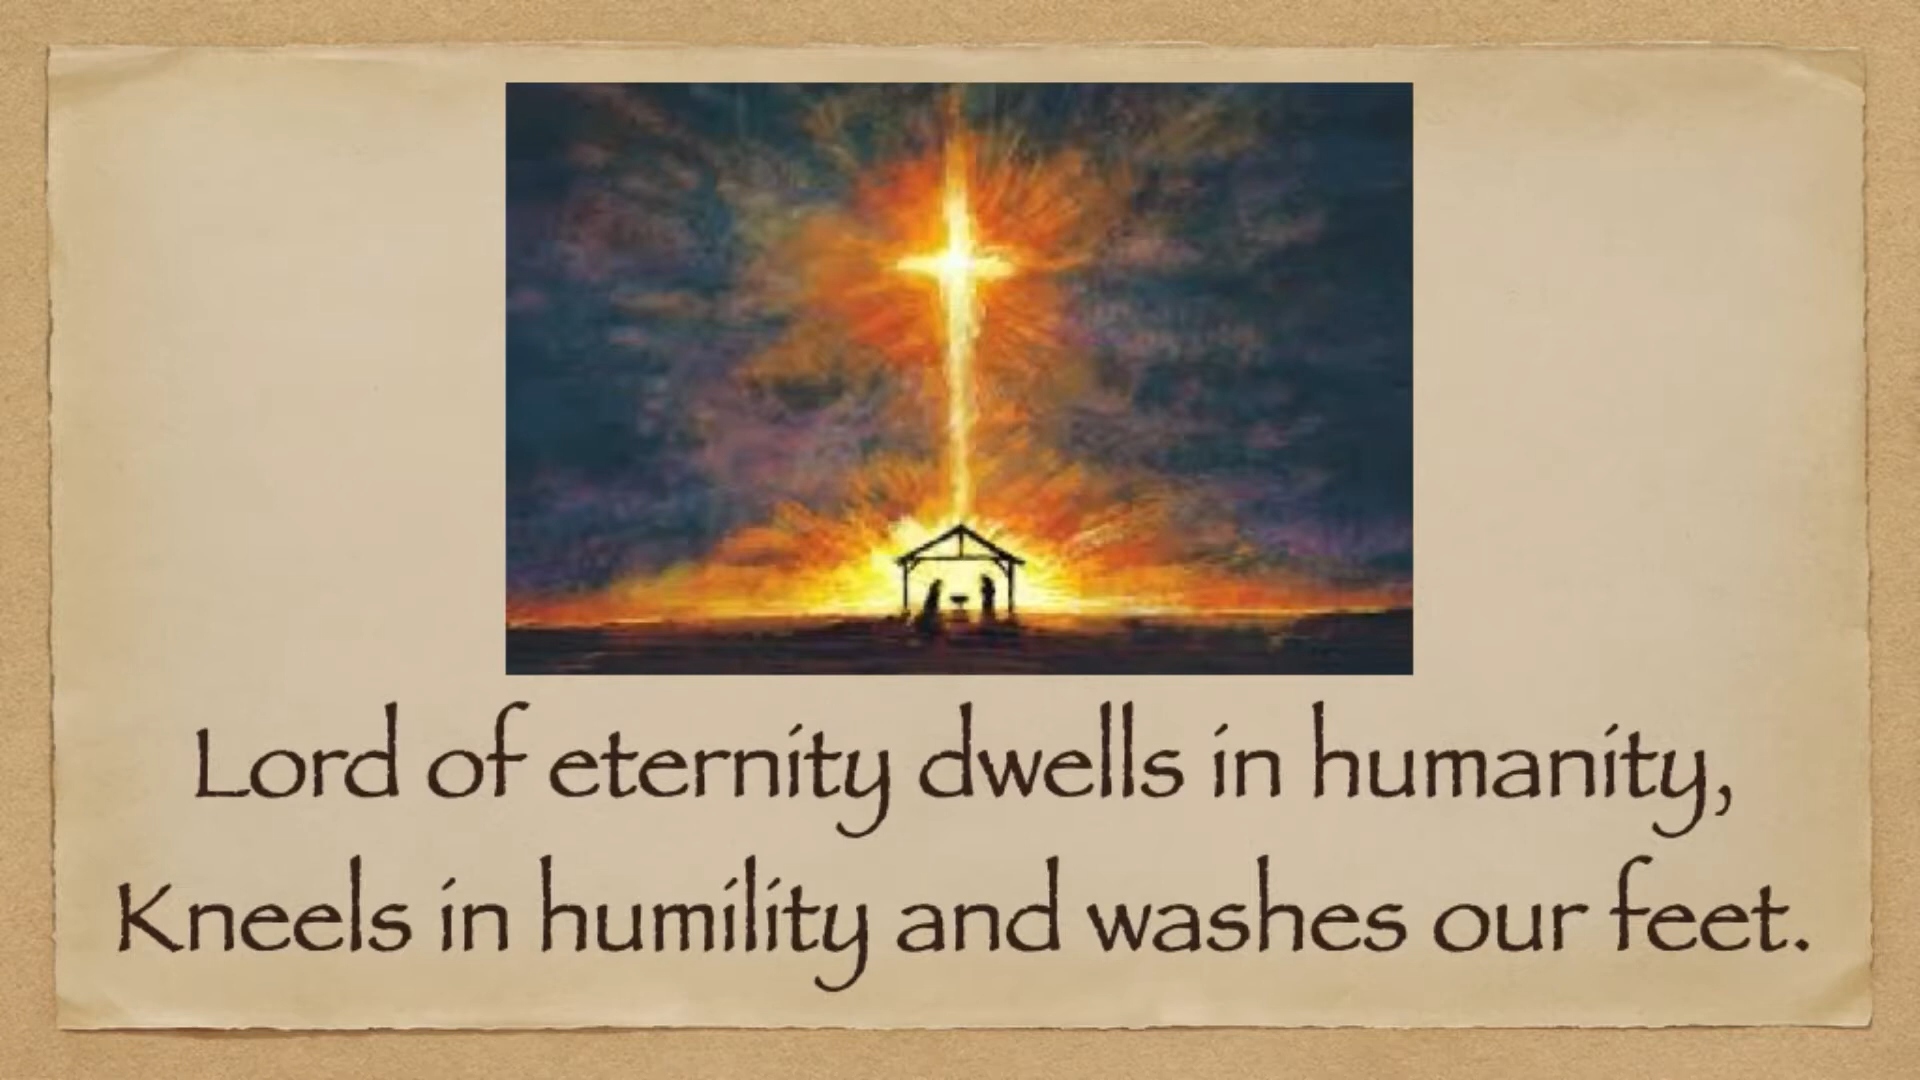 Lord of eternity dwells in humanity,
Kneels in humility and washes our feet.